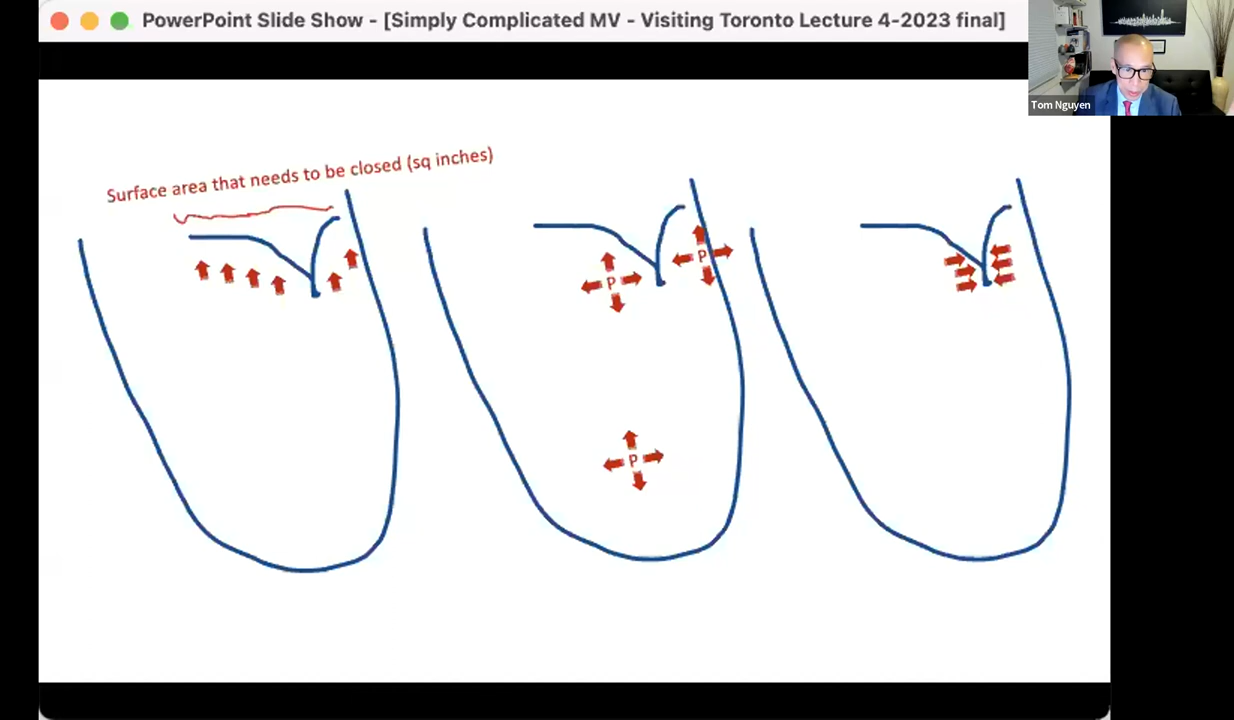 PowerPoint Slide Show - [Simply Complicated MV - Visiting Toronto Lecture 4-2023 final]
Tom Nguyen
Surface area that needs to be closed (sq inches)
P
P
P